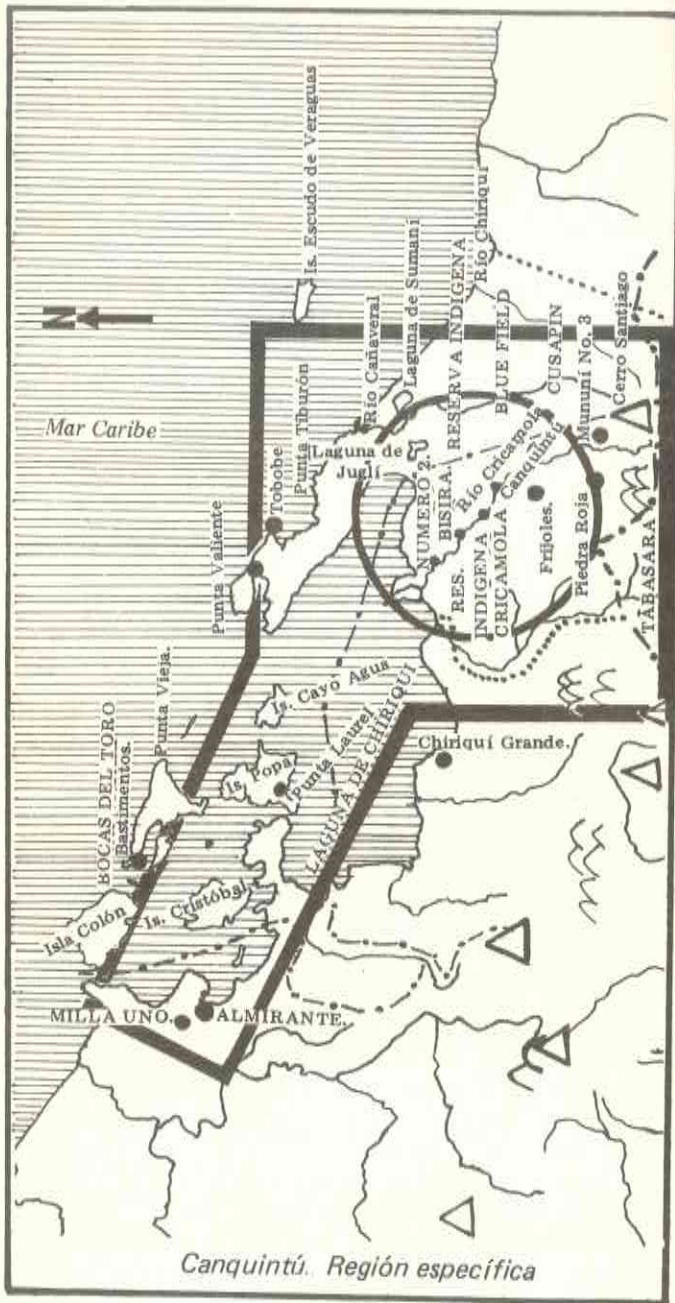 N
Mar Caribe
Is. Escudo de Veraguas
Punta Valiente
Tobobe
Punta Tiburón
Río Cañaveral
Laguna de Sumaní
Laguna de
Juglí
BOCAS DEL TORO
Bastimentos.
Punta Vieja.
Isla Colón
Is. Cristóbal
Is. Popa
Punta Laurel
Is. Cayo Agua
LAGUNA DE CHIRIQUI
MILLA UNO.
ALMIRANTE.
Chiriquí Grande.
NUMERO 2.
BISIRA.
RES.
INDIGENA
CRICAMOLA
Río Cricamola
Canquintú
Frijoles.
Piedra Roja
RESERVA INDIGENA
BLUE FIELD
Río Chiriquí
CUSAPIN
Mununí No. 3
Cerro Santiago
TABASARA
Canquintú. Región específica